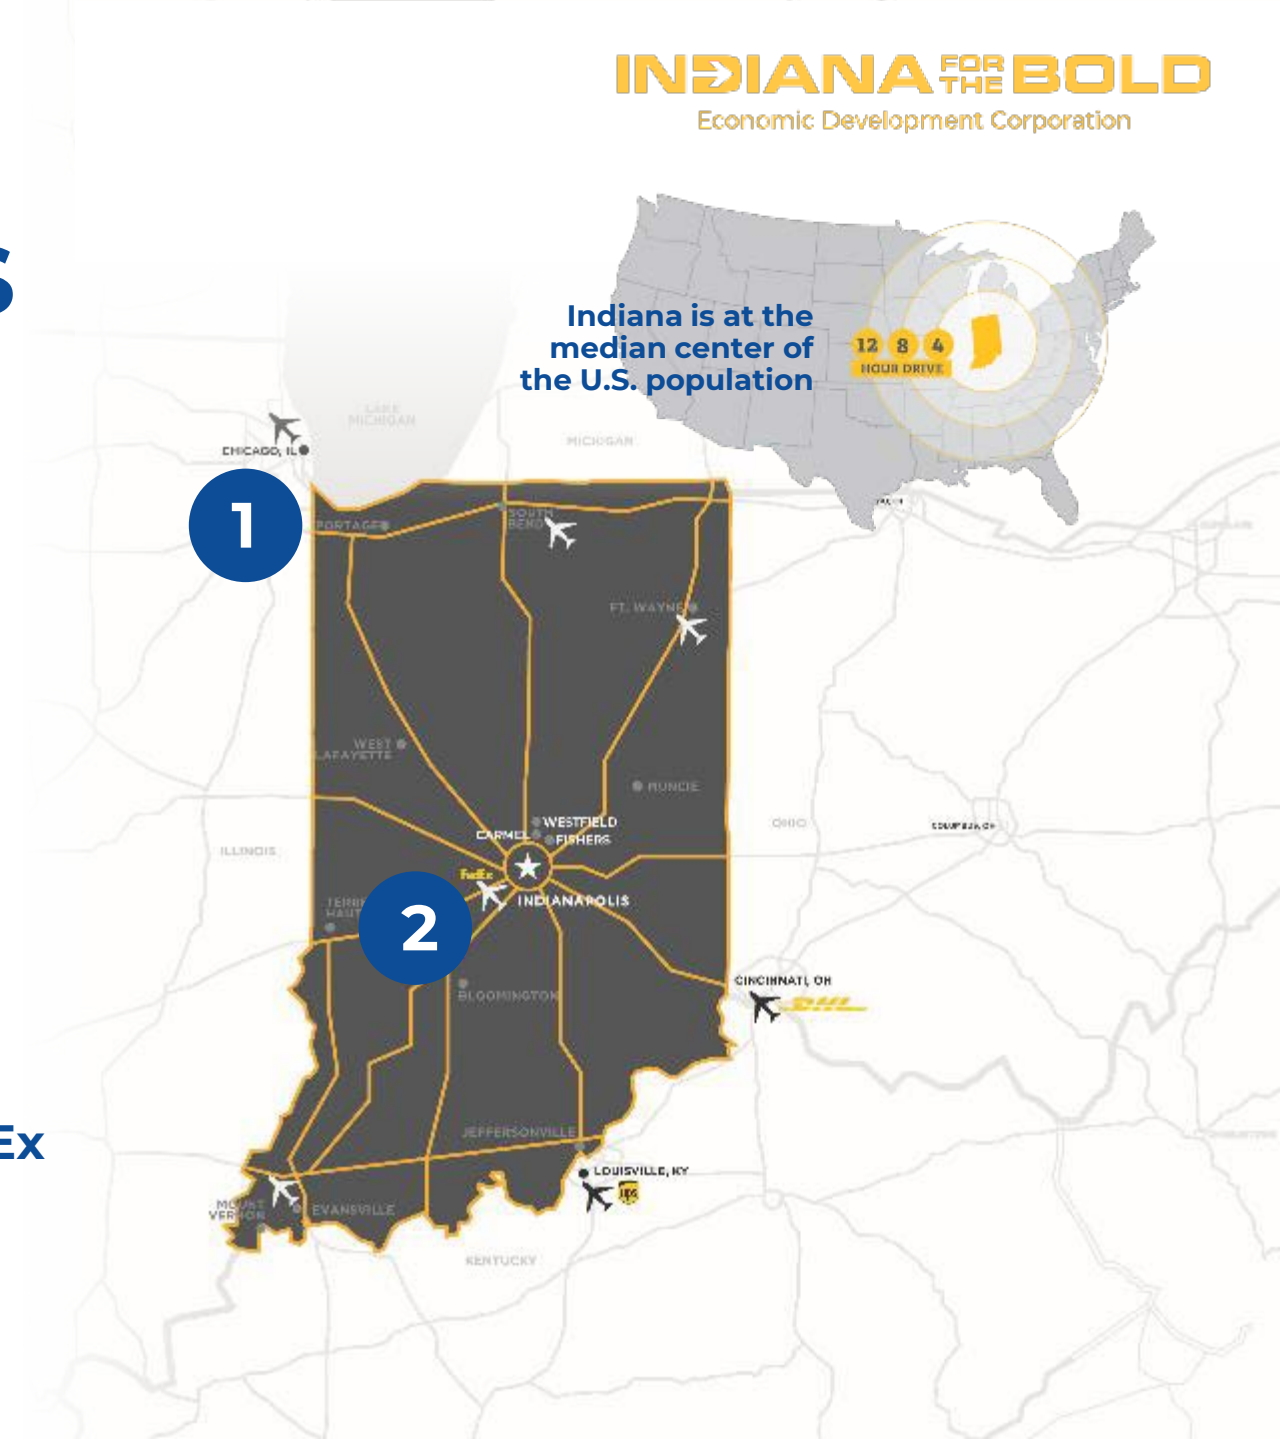 INDIANA FOR THE BOLD
Economic Development Corporation
S
Indiana is at the
median center of
the U.S. population
12 8 4
HOUR DRIVE
LAKE
MICHIGAN
MICHIGAN
CHICAGO, IL
1
PORTAGE
SOUTH
BEND
FT. WAYNE
WEST
LAFAYETTE
MUNCIE
WESTFIELD
CARMEL
FISHERS
OHIO
COLUMBUS, OH
ILLINOIS
FedEx
INDIANAPOLIS
2
BLOOMINGTON
CINCINNATI, OH
DHL
Ex
JEFFERSONVILLE
LOUISVILLE, KY
ups
MOUNT
VERNON
EVANSVILLE
KENTUCKY